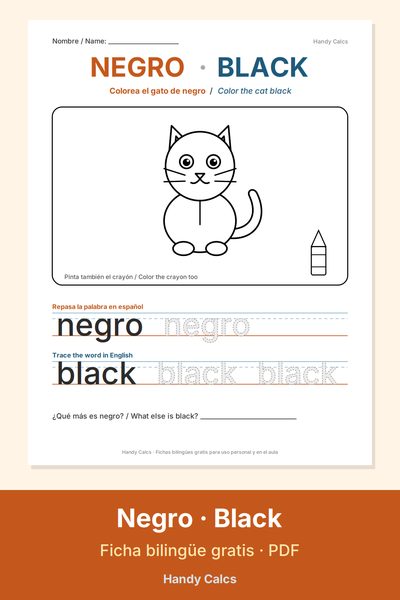 Nombre / Name: ____________________
Handy Calcs
NEGRO · BLACK
Colorea el gato de negro / Color the cat black
Pinta también el crayón / Color the crayon too
Repasa la palabra en español
negro negro
Trace the word in English
black black black
¿Qué más es negro? / What else is black? ____________________________
Handy Calcs · Fichas bilingües gratis para uso personal y en el aula
Negro · Black
Ficha bilingüe gratis · PDF
Handy Calcs